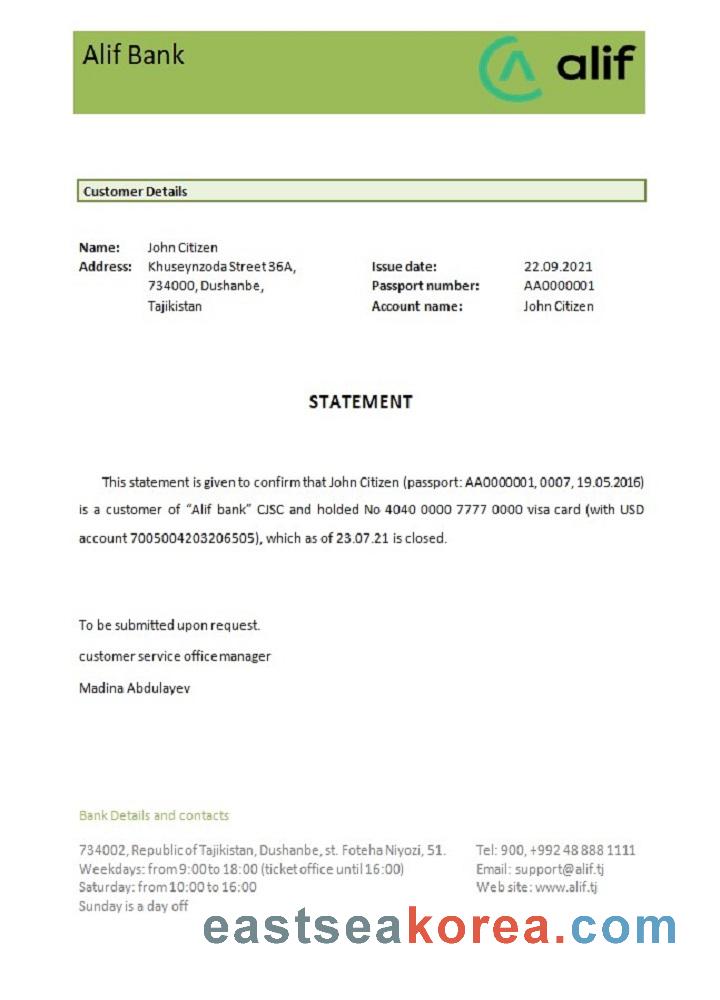 Alif Bank
alif
Customer Details
Name: John Citizen
Address: Khuseynzoda Street 36A,
734000, Dushanbe,
Tajikistan
Issue date: 22.09.2021
Passport number: AA0000001
Account name: John Citizen
STATEMENT
This statement is given to confirm that John Citizen (passport: AA0000001, 0007, 19.05.2016)
is a customer of “Alif bank” CJSC and holded No 4040 0000 7777 0000 visa card (with USD
account 7005004203206505), which as of 23.07.21 is closed.
To be submitted upon request.
customer service office manager
Madina Abdulayev
Bank Details and contacts
734002, Republic of Tajikistan, Dushanbe, st. Foteha Niyozi, 51.
Weekdays: from 9:00 to 18:00 (ticket office until 16:00)
Saturday: from 10:00 to 16:00
Sunday is a day off
Tel: 900, +992 48 888 1111
Email: support@alif.tj
Web site: www.alif.tj
eastseakorea.com